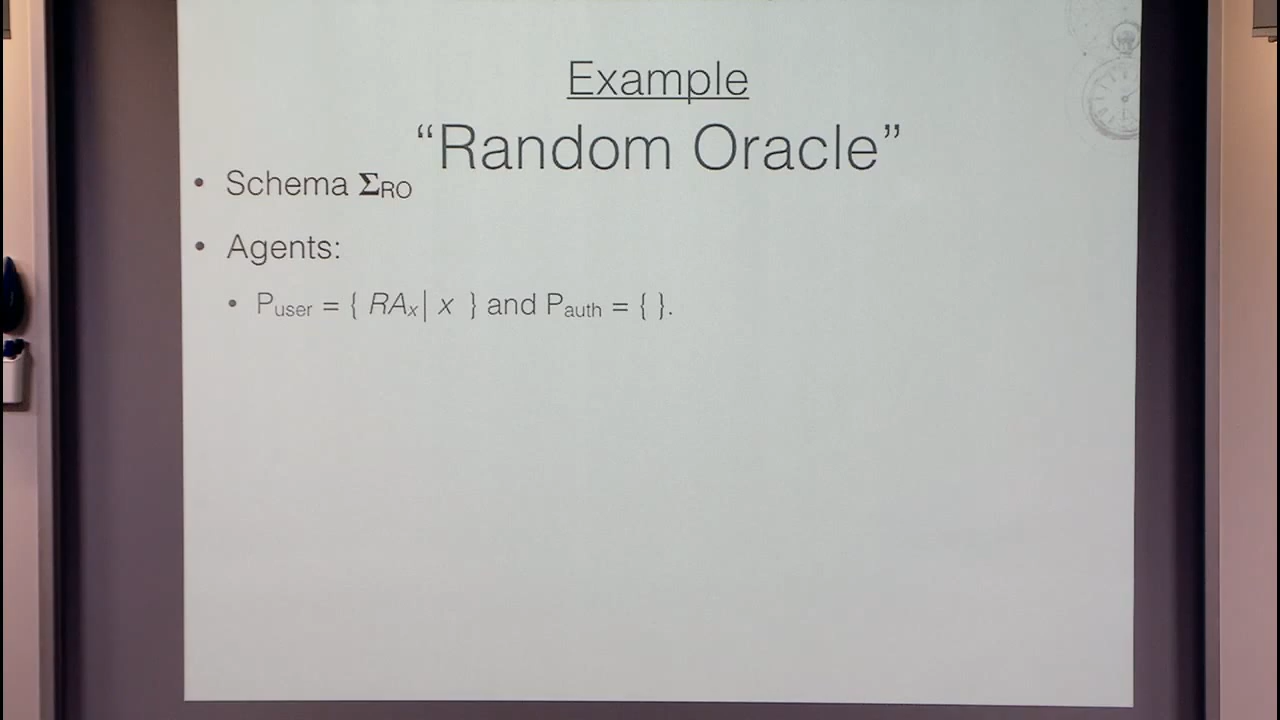 Example
“Random Oracle”
• Schema ΣRO
• Agents:
• Puser = { RAx| x } and Pauth = { }.